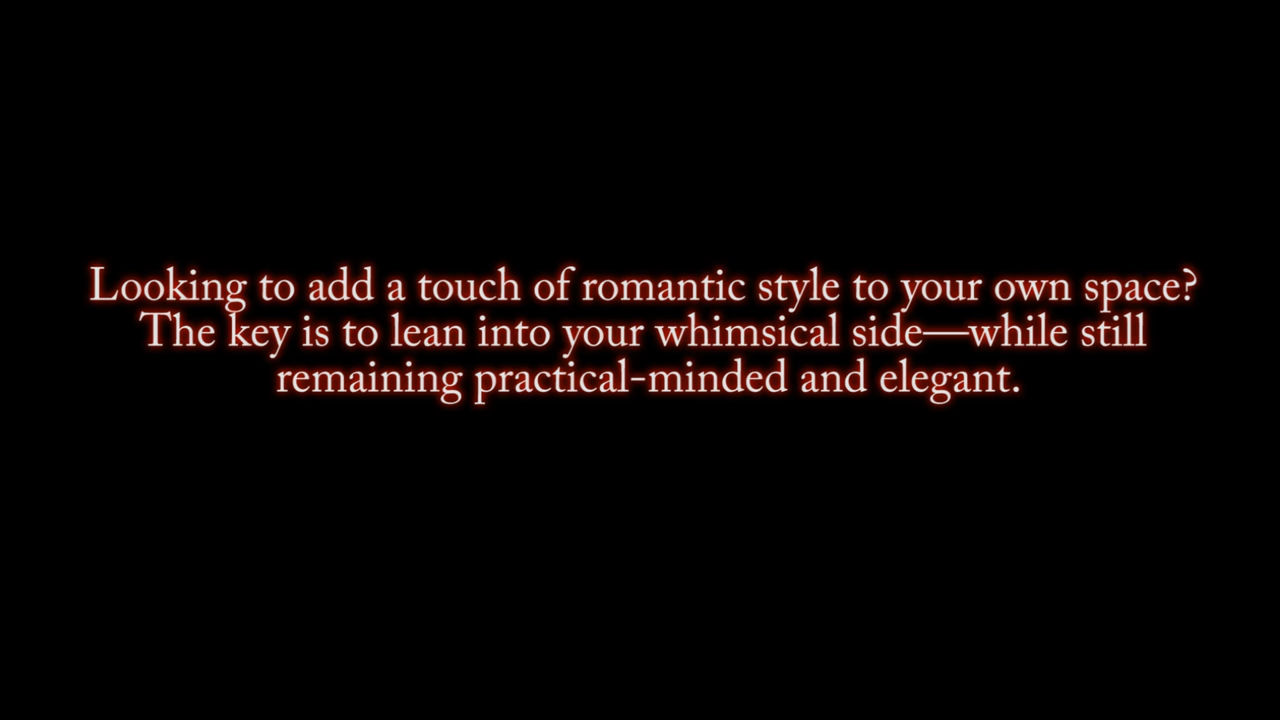 Looking to add a touch of romantic style to your own space?
The key is to lean into your whimsical side—while still
remaining practical-minded and elegant.